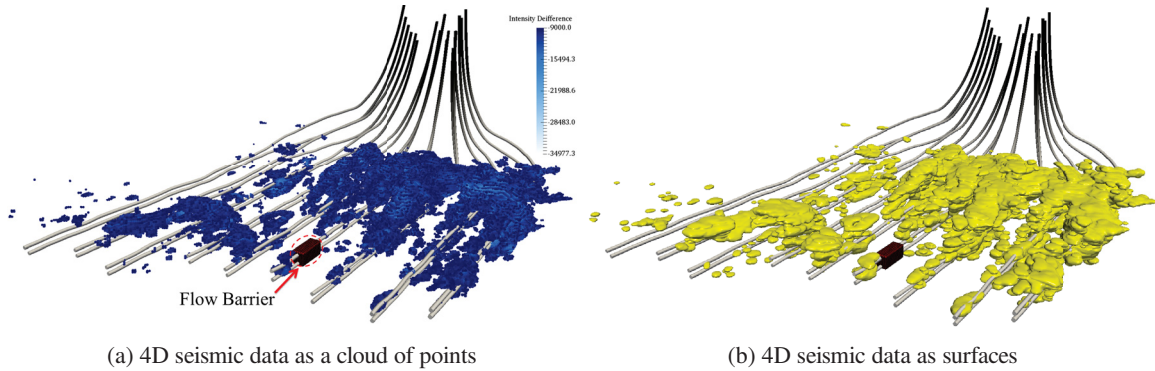 Intensity Deifference
-9000.0
-15494.3
-21988.6
-28483.0
-34977.3
Flow Barrier
(a) 4D seismic data as a cloud of points
(b) 4D seismic data as surfaces